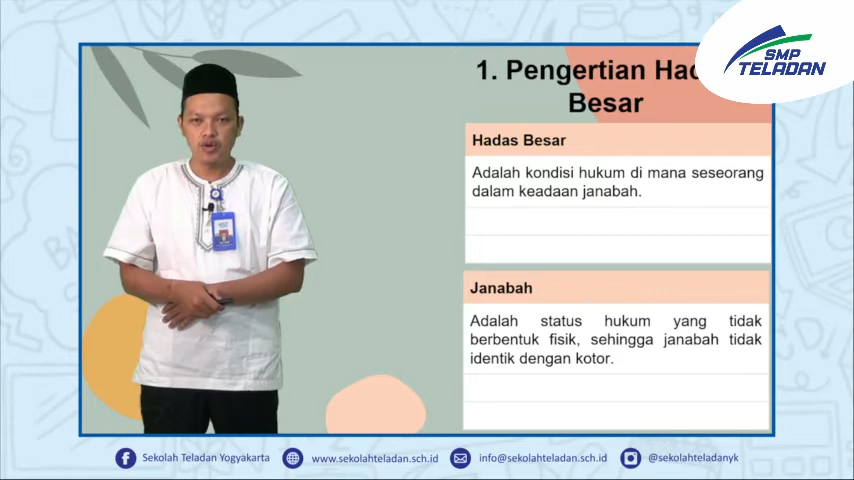 SMP
TELADAN
1. Pengertian
Besar
Hadas Besar
Adalah kondisi hukum di mana seseorang
dalam keadaan janabah.
Janabah
Adalah status hukum yang tidak
berbentuk fisik, sehingga janabah tidak
identik dengan kotor.
Sekolah Teladan Yogyakarta
www.sekolahteladan.sch.id
info@sekolahteladan.sch.id
@sekolahteladanyk